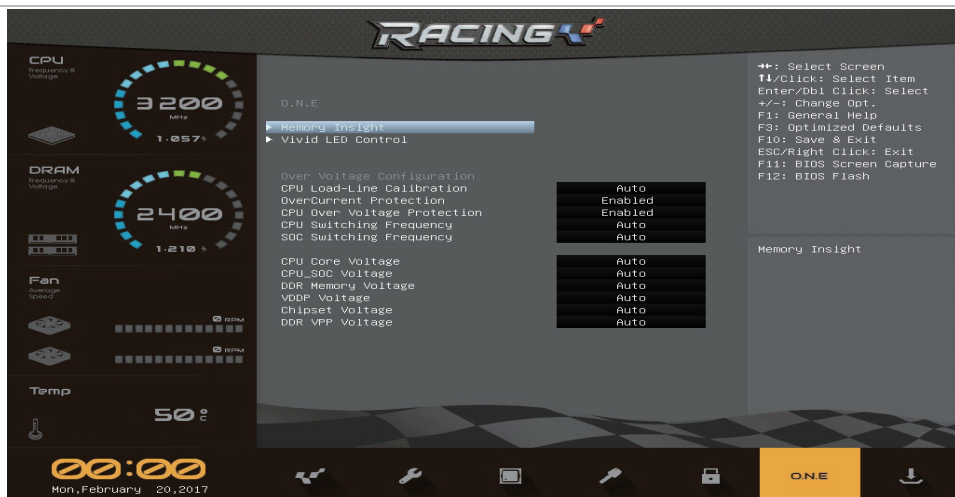 RACING
CPU
Frequency &
Voltage
3200
MHz
1.057V
DRAM
Frequency &
Voltage
2400
MHz
1.210 V
Fan
Average
Speed
0 RPM
0 RPM
Temp
50 °C
O.N.E
Memory Insight
Vivid LED Control
Over Voltage Configuration
CPU Load-Line Calibration Auto
OverCurrent Protection Enabled
CPU Over Voltage Protection Enabled
CPU Switching Frequency Auto
SOC Switching Frequency Auto
CPU Core Voltage Auto
CPU_SOC Voltage Auto
DDR Memory Voltage Auto
VDDP Voltage Auto
Chipset Voltage Auto
DDR VPP Voltage Auto
→←: Select Screen
↑↓/Click: Select Item
Enter/Dbl Click: Select
+/-: Change Opt.
F1: General Help
F3: Optimized Defaults
F10: Save & Exit
ESC/Right Click: Exit
F11: BIOS Screen Capture
F12: BIOS Flash
Memory Insight
00:00
Mon,February 20,2017
O.N.E